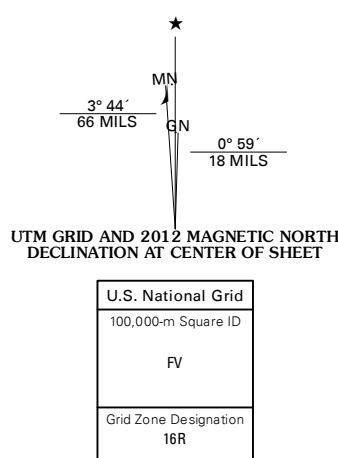 ★
MN
3° 44´
66 MILS
GN
0° 59´
18 MILS
UTM GRID AND 2012 MAGNETIC NORTH
DECLINATION AT CENTER OF SHEET
U.S. National Grid
100,000-m Square ID
FV
Grid Zone Designation
16R